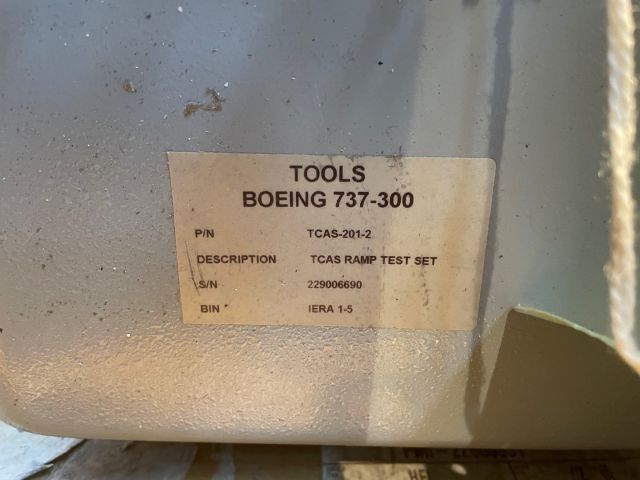 TOOLS
BOEING 737-300
P/N TCAS-201-2
DESCRIPTION TCAS RAMP TEST SET
S/N 229006690
BIN IERA 1-5